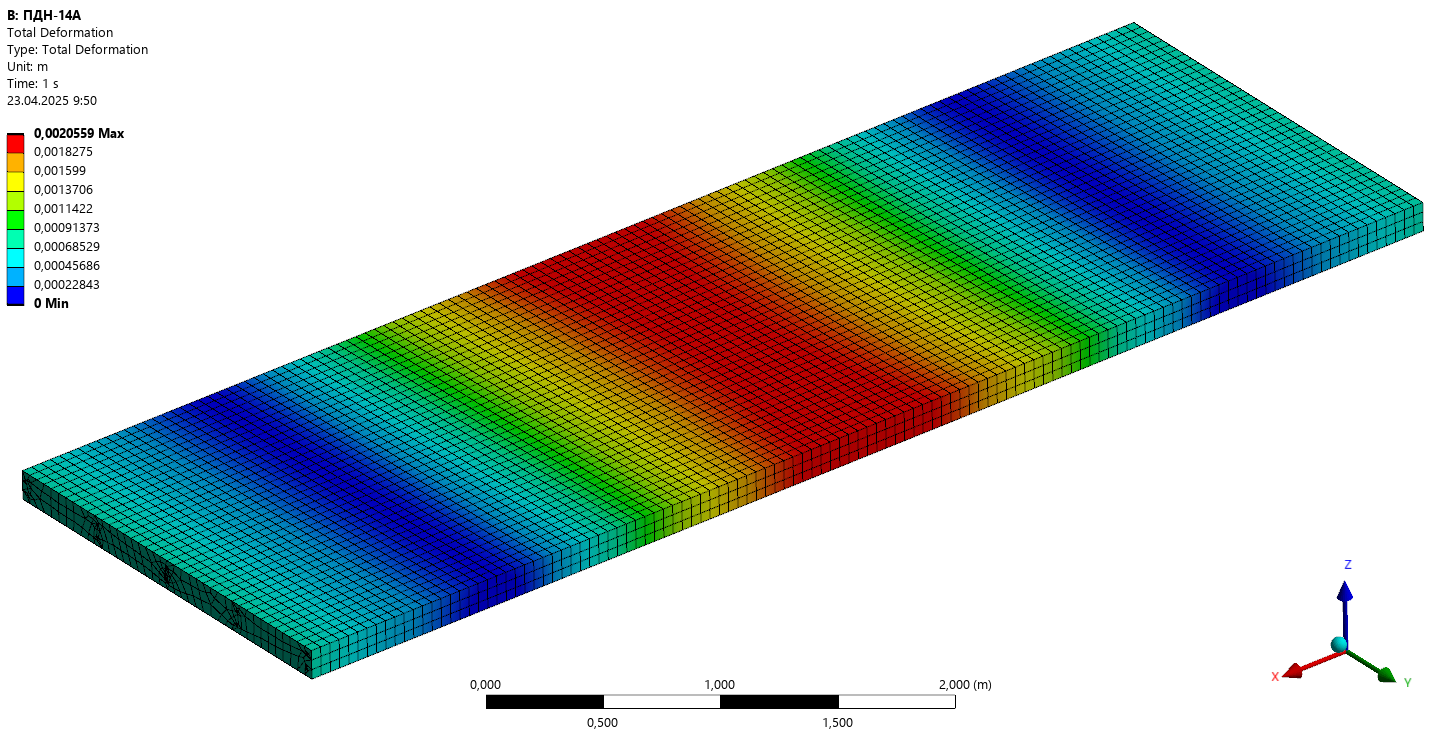 B: ПДН-14А
Total Deformation
Type: Total Deformation
Unit: m
Time: 1 s
23.04.2025 9:50
0,0020559 Max
0,0018275
0,001599
0,0013706
0,0011422
0,00091373
0,00068529
0,00045686
0,00022843
0 Min
0,000
1,000
2,000 (m)
0,500
1,500
Z
X
Y